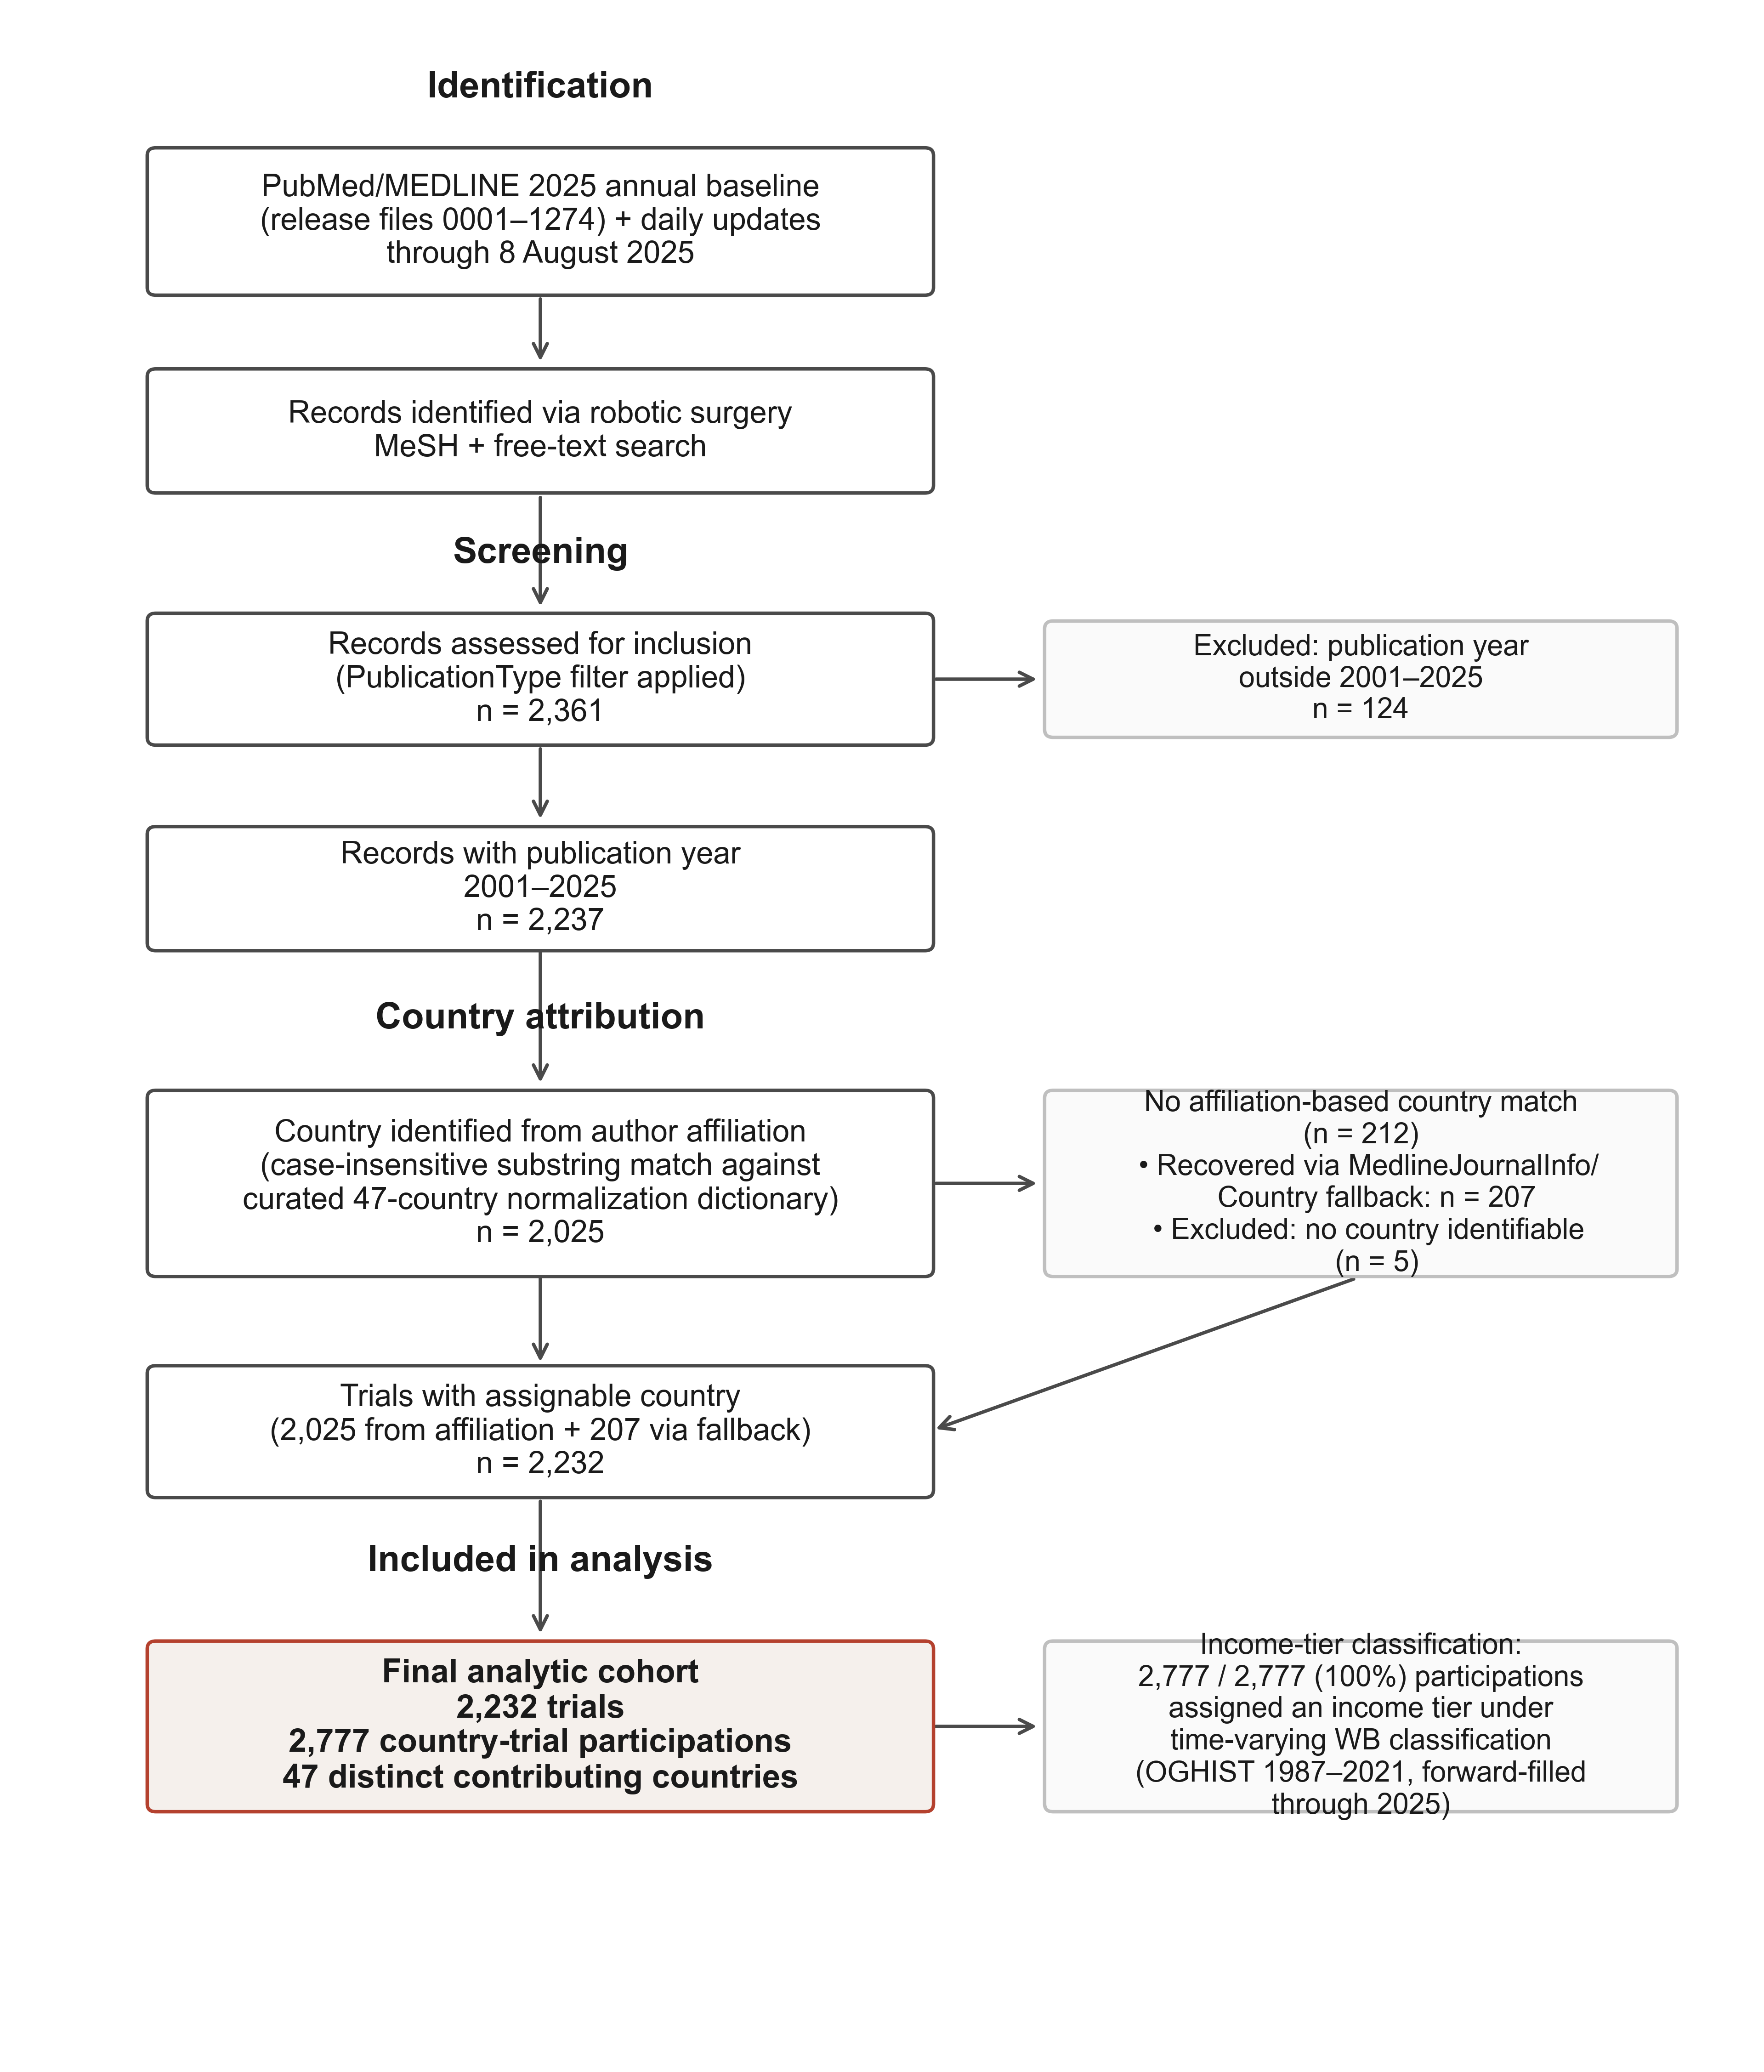 Identification
PubMed/MEDLINE 2025 annual baseline
(release files 0001–1274) + daily updates
through 8 August 2025
Records identified via robotic surgery
MeSH + free-text search
Screening
Records assessed for inclusion
(PublicationType filter applied)
n = 2,361
Excluded: publication year
outside 2001–2025
n = 124
Records with publication year
2001–2025
n = 2,237
Country attribution
Country identified from author affiliation
(case-insensitive substring match against
curated 47-country normalization dictionary)
n = 2,025
No affiliation-based country match
(n = 212)
• Recovered via MedlineJournalInfo/
Country fallback: n = 207
• Excluded: no country identifiable
(n = 5)
Trials with assignable country
(2,025 from affiliation + 207 via fallback)
n = 2,232
Included in analysis
Final analytic cohort
2,232 trials
2,777 country-trial participations
47 distinct contributing countries
Income-tier classification:
2,777 / 2,777 (100%) participations
assigned an income tier under
time-varying WB classification
(OGHIST 1987–2021, forward-filled
through 2025)